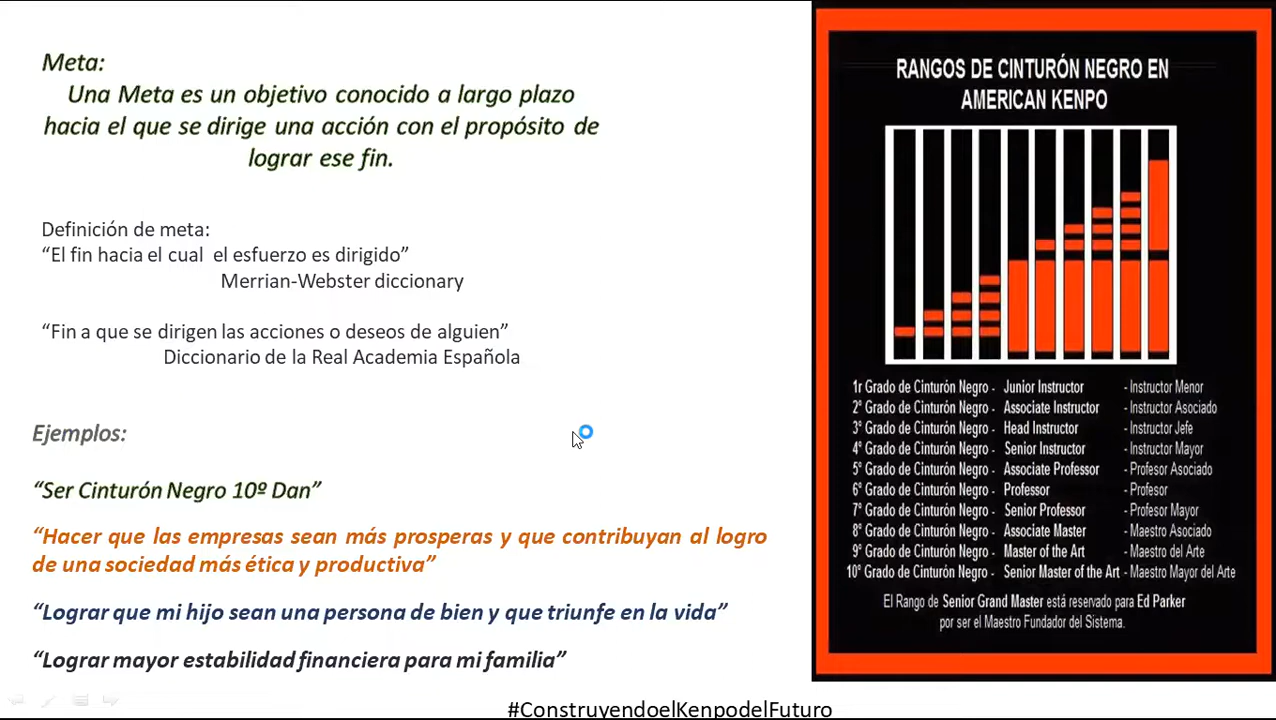 Meta:
Una Meta es un objetivo conocido a largo plazo
hacia el que se dirige una acción con el propósito de
lograr ese fin.
Definición de meta:
“El fin hacia el cual el esfuerzo es dirigido”
Merrian-Webster diccionary
“Fin a que se dirigen las acciones o deseos de alguien”
Diccionario de la Real Academia Española
Ejemplos:
“Ser Cinturón Negro 10º Dan”
“Hacer que las empresas sean más prosperas y que contribuyan al logro
de una sociedad más ética y productiva”
“Lograr que mi hijo sean una persona de bien y que triunfe en la vida”
“Lograr mayor estabilidad financiera para mi familia”
RANGOS DE CINTURÓN NEGRO EN
AMERICAN KENPO
1r Grado de Cinturón Negro - Junior Instructor - Instructor Menor
2° Grado de Cinturón Negro - Associate Instructor - Instructor Asociado
3° Grado de Cinturón Negro - Head Instructor - Instructor Jefe
4° Grado de Cinturón Negro - Senior Instructor - Instructor Mayor
5° Grado de Cinturón Negro - Associate Professor - Profesor Asociado
6° Grado de Cinturón Negro - Professor - Profesor
7° Grado de Cinturón Negro - Senior Professor - Profesor Mayor
8° Grado de Cinturón Negro - Associate Master - Maestro Asociado
9° Grado de Cinturón Negro - Master of the Art - Maestro del Arte
10° Grado de Cinturón Negro - Senior Master of the Art - Maestro Mayor del Arte
El Rango de Senior Grand Master está reservado para Ed Parker
por ser el Maestro Fundador del Sistema.
#ConstruyendoelKenpodelFuturo